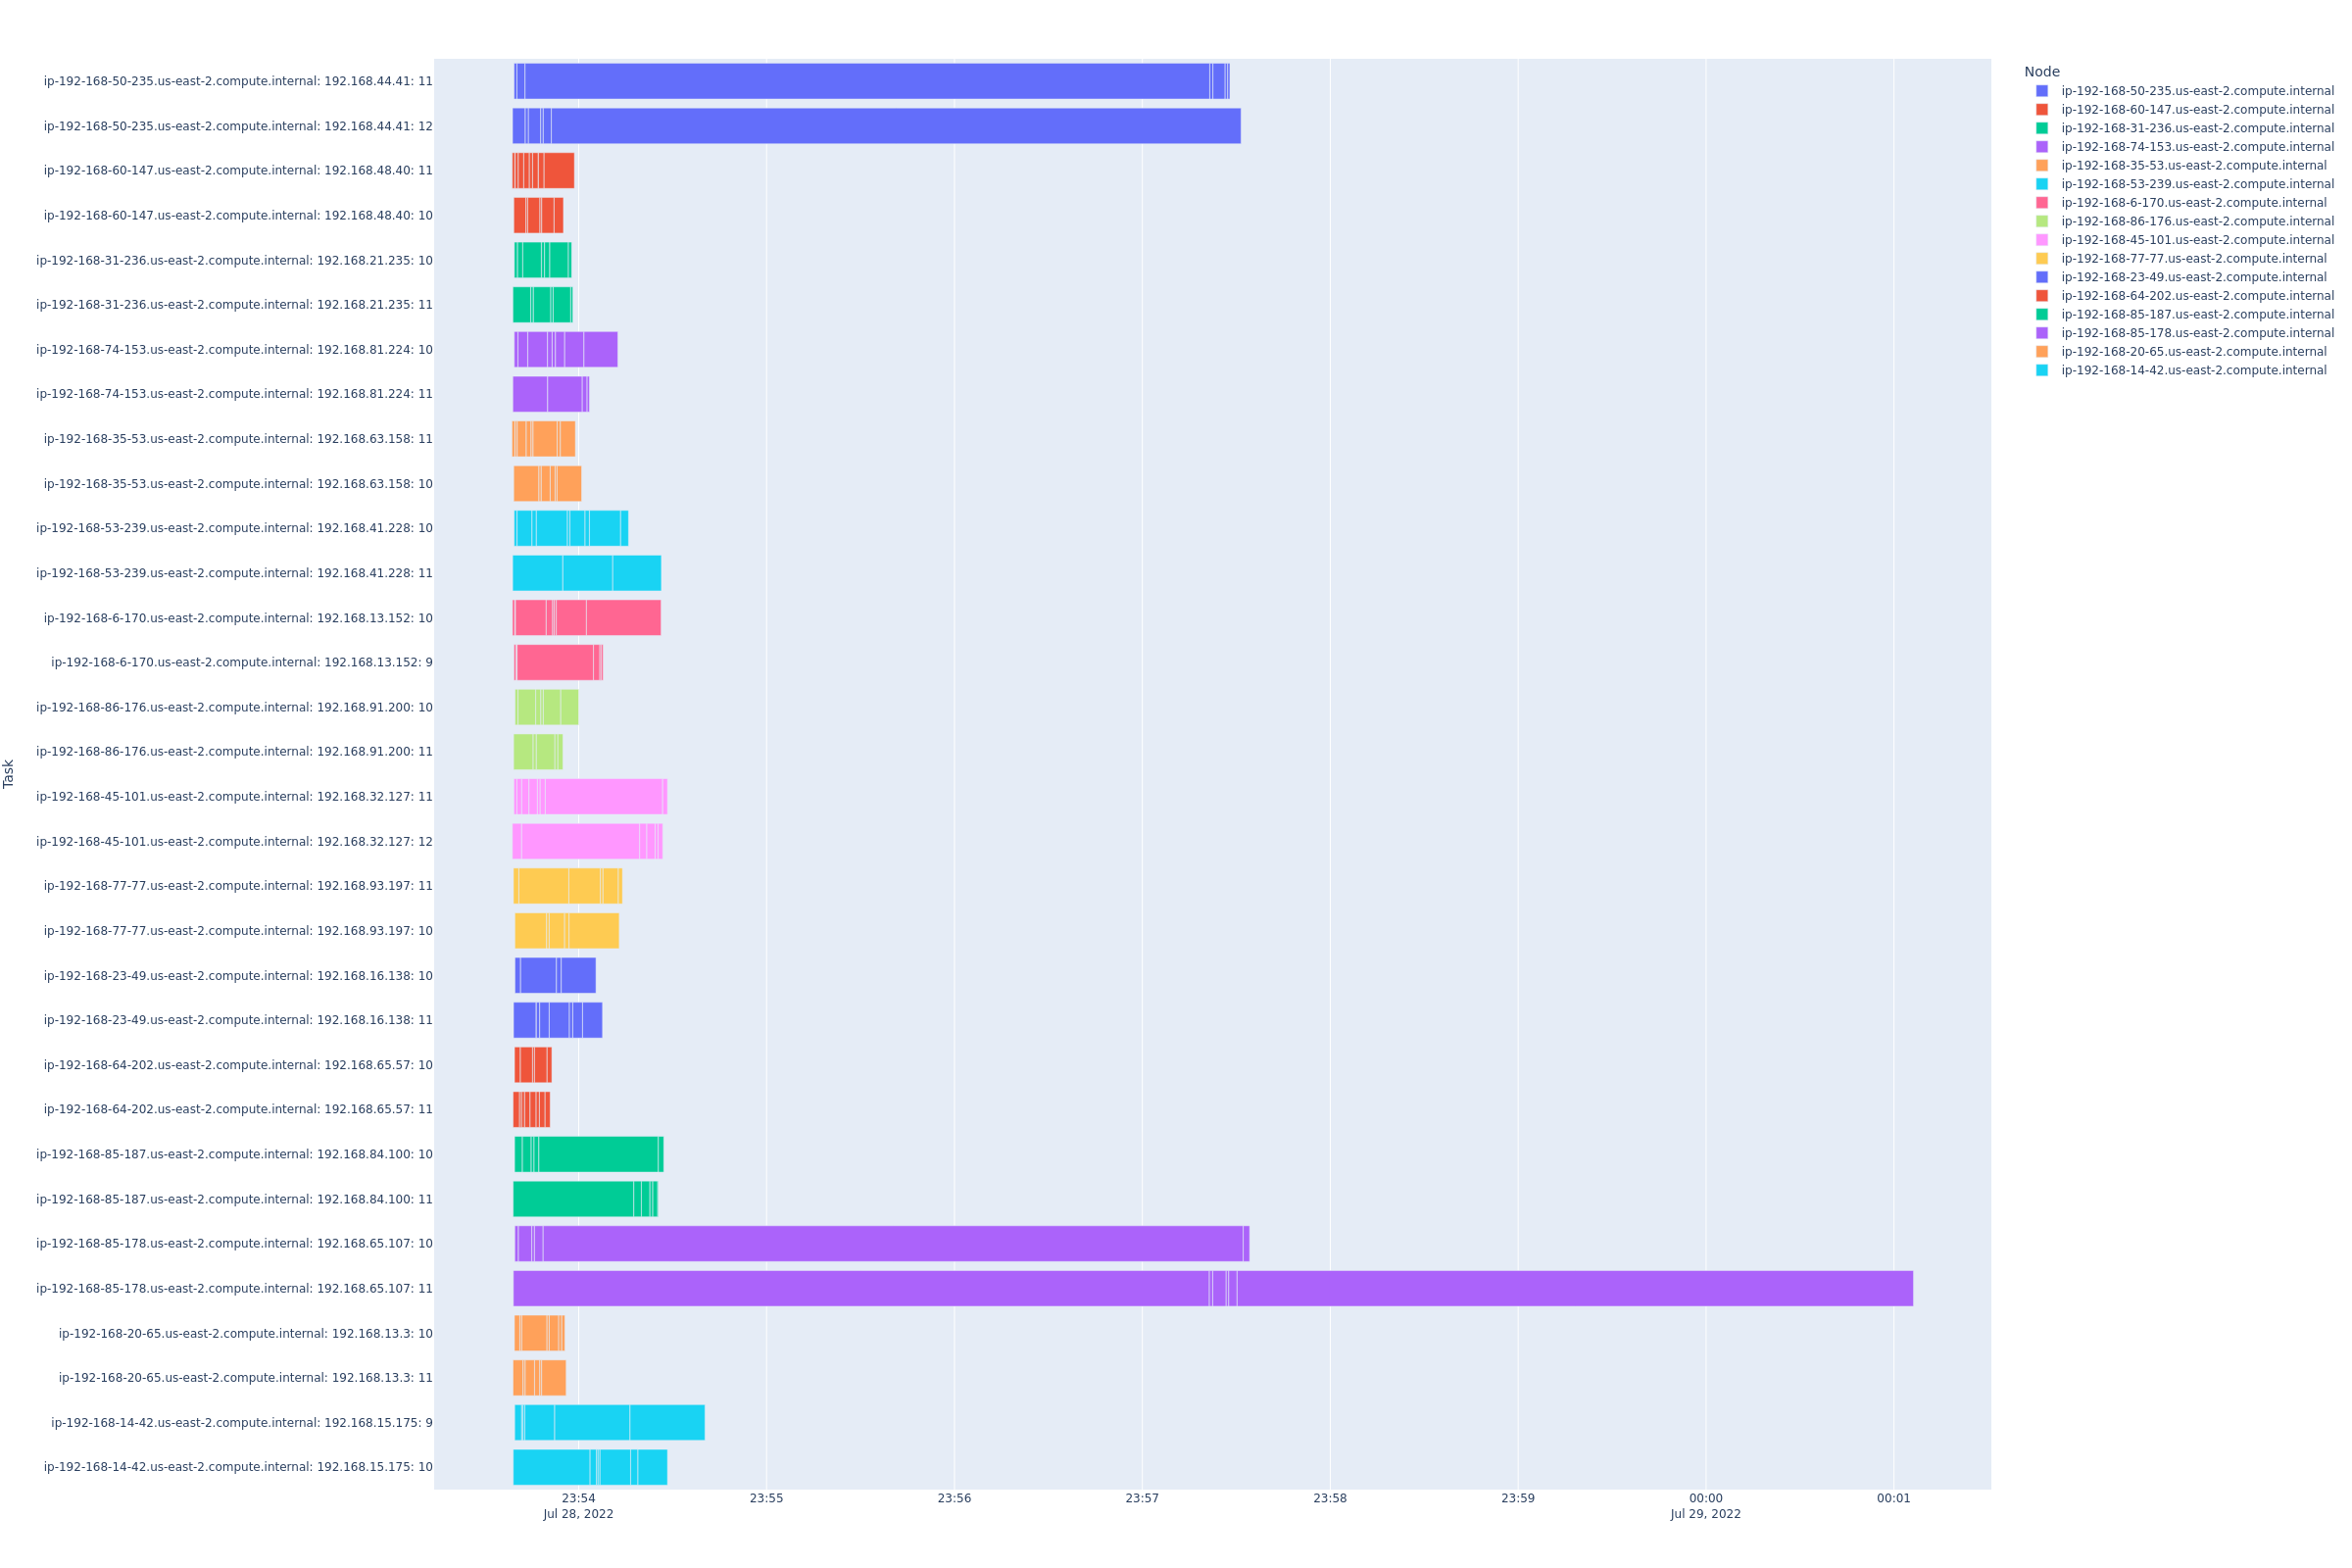 ip-192-168-50-235.us-east-2.compute.internal: 192.168.44.41: 11
ip-192-168-50-235.us-east-2.compute.internal: 192.168.44.41: 12
ip-192-168-60-147.us-east-2.compute.internal: 192.168.48.40: 11
ip-192-168-60-147.us-east-2.compute.internal: 192.168.48.40: 10
ip-192-168-31-236.us-east-2.compute.internal: 192.168.21.235: 10
ip-192-168-31-236.us-east-2.compute.internal: 192.168.21.235: 11
ip-192-168-74-153.us-east-2.compute.internal: 192.168.81.224: 10
ip-192-168-74-153.us-east-2.compute.internal: 192.168.81.224: 11
ip-192-168-35-53.us-east-2.compute.internal: 192.168.63.158: 11
ip-192-168-35-53.us-east-2.compute.internal: 192.168.63.158: 10
ip-192-168-53-239.us-east-2.compute.internal: 192.168.41.228: 10
ip-192-168-53-239.us-east-2.compute.internal: 192.168.41.228: 11
ip-192-168-6-170.us-east-2.compute.internal: 192.168.13.152: 10
ip-192-168-6-170.us-east-2.compute.internal: 192.168.13.152: 9
ip-192-168-86-176.us-east-2.compute.internal: 192.168.91.200: 10
ip-192-168-86-176.us-east-2.compute.internal: 192.168.91.200: 11
ip-192-168-45-101.us-east-2.compute.internal: 192.168.32.127: 11
ip-192-168-45-101.us-east-2.compute.internal: 192.168.32.127: 12
ip-192-168-77-77.us-east-2.compute.internal: 192.168.93.197: 11
ip-192-168-77-77.us-east-2.compute.internal: 192.168.93.197: 10
ip-192-168-23-49.us-east-2.compute.internal: 192.168.16.138: 10
ip-192-168-23-49.us-east-2.compute.internal: 192.168.16.138: 11
ip-192-168-64-202.us-east-2.compute.internal: 192.168.65.57: 10
ip-192-168-64-202.us-east-2.compute.internal: 192.168.65.57: 11
ip-192-168-85-187.us-east-2.compute.internal: 192.168.84.100: 10
ip-192-168-85-187.us-east-2.compute.internal: 192.168.84.100: 11
ip-192-168-85-178.us-east-2.compute.internal: 192.168.65.107: 10
ip-192-168-85-178.us-east-2.compute.internal: 192.168.65.107: 11
ip-192-168-20-65.us-east-2.compute.internal: 192.168.13.3: 10
ip-192-168-20-65.us-east-2.compute.internal: 192.168.13.3: 11
ip-192-168-14-42.us-east-2.compute.internal: 192.168.15.175: 9
ip-192-168-14-42.us-east-2.compute.internal: 192.168.15.175: 10
Task
23:54 23:55 23:56 23:57 23:58 23:59 00:00 00:01
Jul 28, 2022 Jul 29, 2022
Node
ip-192-168-50-235.us-east-2.compute.internal
ip-192-168-60-147.us-east-2.compute.internal
ip-192-168-31-236.us-east-2.compute.internal
ip-192-168-74-153.us-east-2.compute.internal
ip-192-168-35-53.us-east-2.compute.internal
ip-192-168-53-239.us-east-2.compute.internal
ip-192-168-6-170.us-east-2.compute.internal
ip-192-168-86-176.us-east-2.compute.internal
ip-192-168-45-101.us-east-2.compute.internal
ip-192-168-77-77.us-east-2.compute.internal
ip-192-168-23-49.us-east-2.compute.internal
ip-192-168-64-202.us-east-2.compute.internal
ip-192-168-85-187.us-east-2.compute.internal
ip-192-168-85-178.us-east-2.compute.internal
ip-192-168-20-65.us-east-2.compute.internal
ip-192-168-14-42.us-east-2.compute.internal